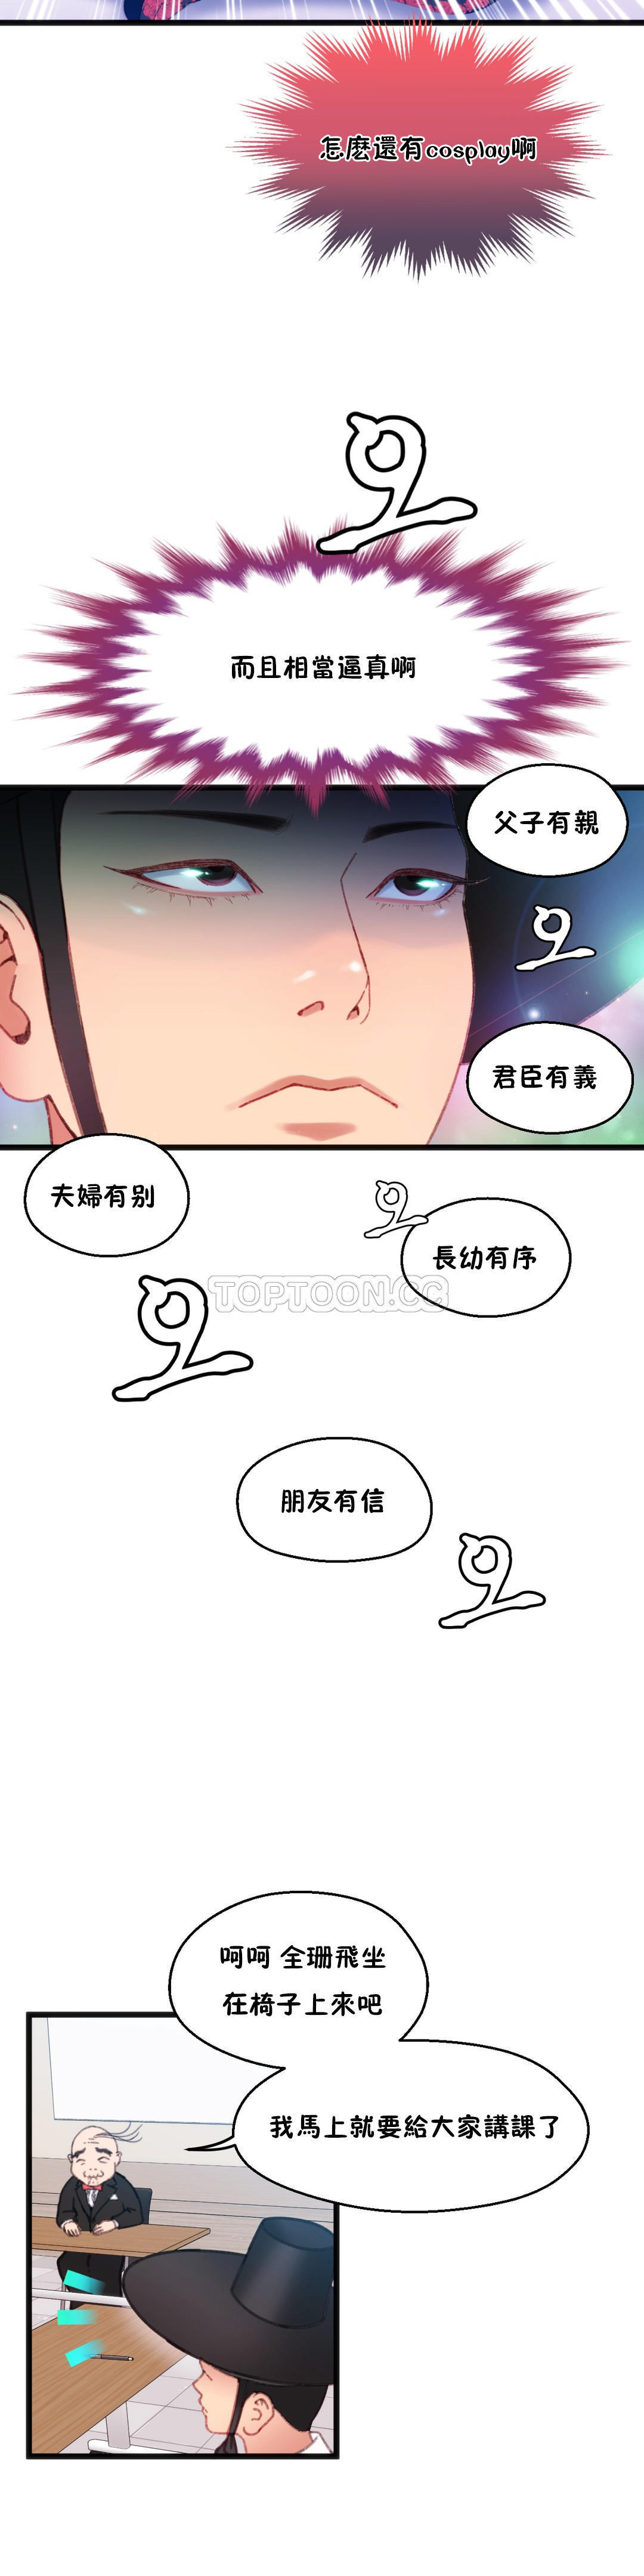 怎麼還有cosplay啊
오
而且相當逼真啊
父子有親
오
君臣有義
夫婦有別
오
長幼有序
TOPTOON.CC
오
朋友有信
오
呵呵 全珊飛坐
在椅子上來吧
我馬上就要給大家講課了